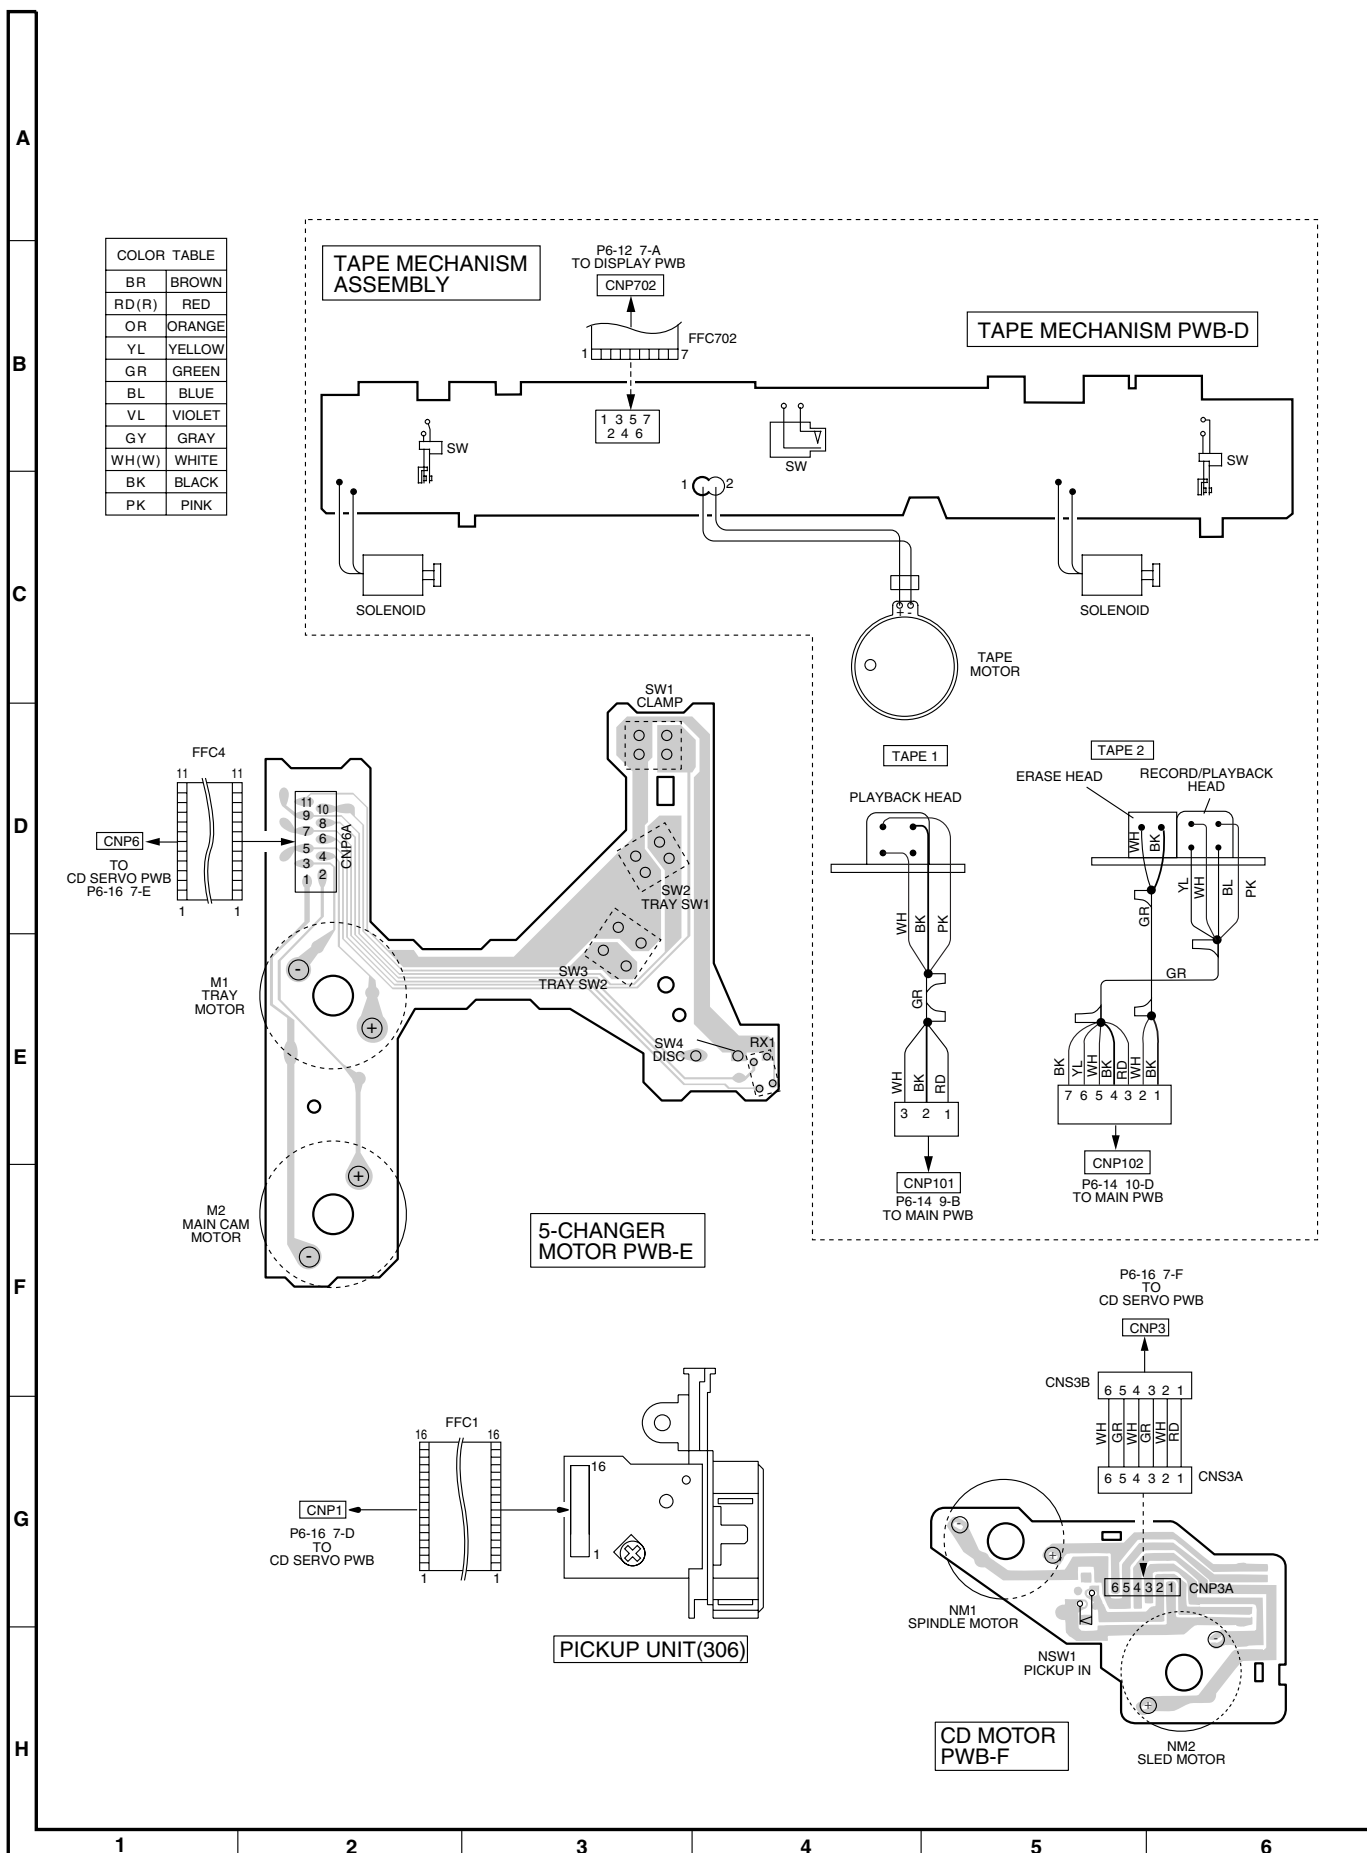 A
B
C
D
E
F
G
H
COLOR TABLE
BR BROWN
RD(R) RED
OR ORANGE
YL YELLOW
GR GREEN
BL BLUE
VL VIOLET
GY GRAY
WH(W) WHITE
BK BLACK
PK PINK
TAPE MECHANISM
ASSEMBLY
P6-12 7-A
TO DISPLAY PWB
CNP702
FFC702
1 7
TAPE MECHANISM PWB-D
1 3 5 7
2 4 6
SW
SW
SW
1 2
SOLENOID
SOLENOID
+ -
TAPE
MOTOR
SW1
CLAMP
FFC4
11 11
CNP6
TO
CD SERVO PWB
P6-16 7-E
1 1
11
10
9
8
7
6
5
4
3
2
1
CNP6A
SW2
TRAY SW1
SW3
TRAY SW2
SW4
DISC
RX1
M1
TRAY
MOTOR
-
+
M2
MAIN CAM
MOTOR
+
-
5-CHANGER
MOTOR PWB-E
TAPE 1
PLAYBACK HEAD
WH BK PK
GR
WH BK RD
3 2 1
CNP101
P6-14 9-B
TO MAIN PWB
TAPE 2
ERASE HEAD
RECORD/PLAYBACK
HEAD
WH BK
YL WH BL PK
GR
GR
BK YL WH BK RD WH BK
7 6 5 4 3 2 1
CNP102
P6-14 10-D
TO MAIN PWB
P6-16 7-F
TO
CD SERVO PWB
CNP3
CNS3B
6 5 4 3 2 1
WH GR WH GR WH RD
6 5 4 3 2 1
CNS3A
FFC1
16 16
CNP1
P6-16 7-D
TO
CD SERVO PWB
1 1
16
1
PICKUP UNIT(306)
-
+
6 5 4 3 2 1
CNP3A
NM1
SPINDLE MOTOR
NSW1
PICKUP IN
-
+
NM2
SLED MOTOR
CD MOTOR
PWB-F
1 2 3 4 5 6